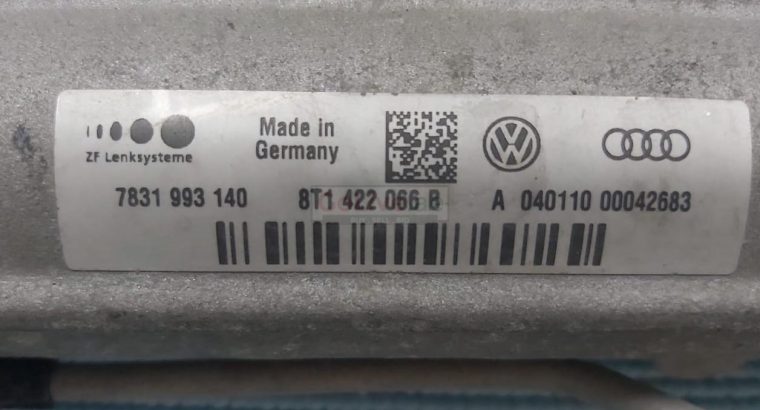 ZF Lenksysteme
Made in
Germany
7831 993 140 8T1 422 066 B A 040110 00042683